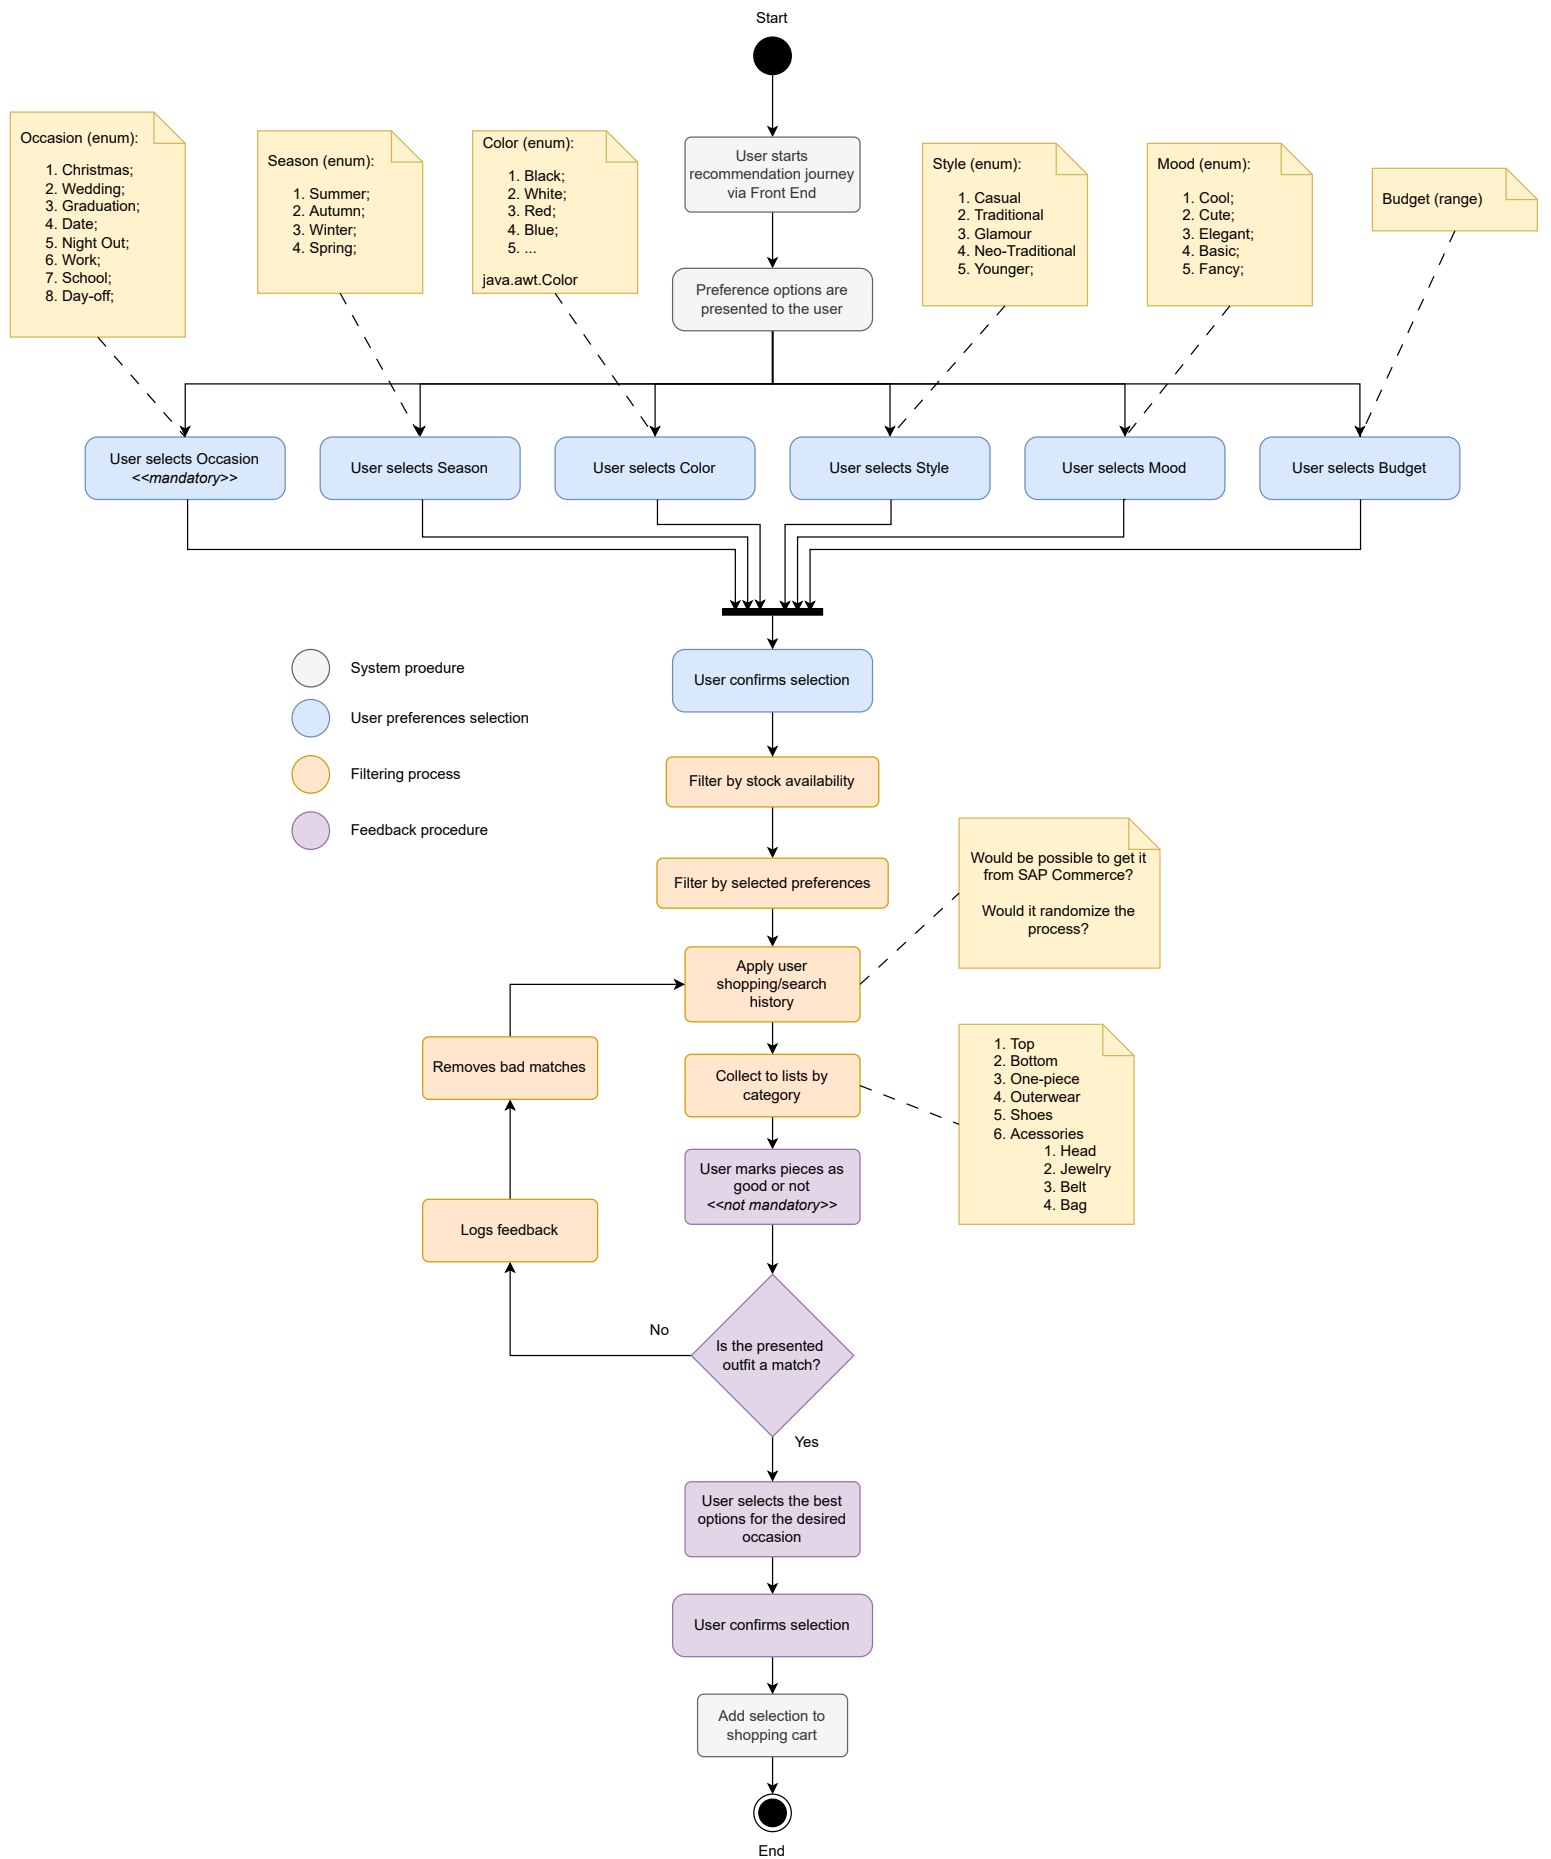 Start
Occasion (enum):
1. Christmas;
2. Wedding;
3. Graduation;
4. Date;
5. Night Out;
6. Work;
7. School;
8. Day-off;
Season (enum):
1. Summer;
2. Autumn;
3. Winter;
4. Spring;
Color (enum):
1. Black;
2. White;
3. Red;
4. Blue;
5. ...
java.awt.Color
User starts
recommendation journey
via Front End
Preference options are
presented to the user
Style (enum):
1. Casual
2. Traditional
3. Glamour
4. Neo-Traditional
5. Younger;
Mood (enum):
1. Cool;
2. Cute;
3. Elegant;
4. Basic;
5. Fancy;
Budget (range)
User selects Occasion
<<mandatory>>
User selects Season
User selects Color
User selects Style
User selects Mood
User selects Budget
System proedure
User preferences selection
Filtering process
Feedback procedure
User confirms selection
Filter by stock availability
Filter by selected preferences
Would be possible to get it
from SAP Commerce?
Would it randomize the
process?
Apply user
shopping/search
history
Removes bad matches
Collect to lists by
category
1. Top
2. Bottom
3. One-piece
4. Outerwear
5. Shoes
6. Acessories
1. Head
2. Jewelry
3. Belt
4. Bag
User marks pieces as
good or not
<<not mandatory>>
Logs feedback
No
Is the presented
outfit a match?
Yes
User selects the best
options for the desired
occasion
User confirms selection
Add selection to
shopping cart
End